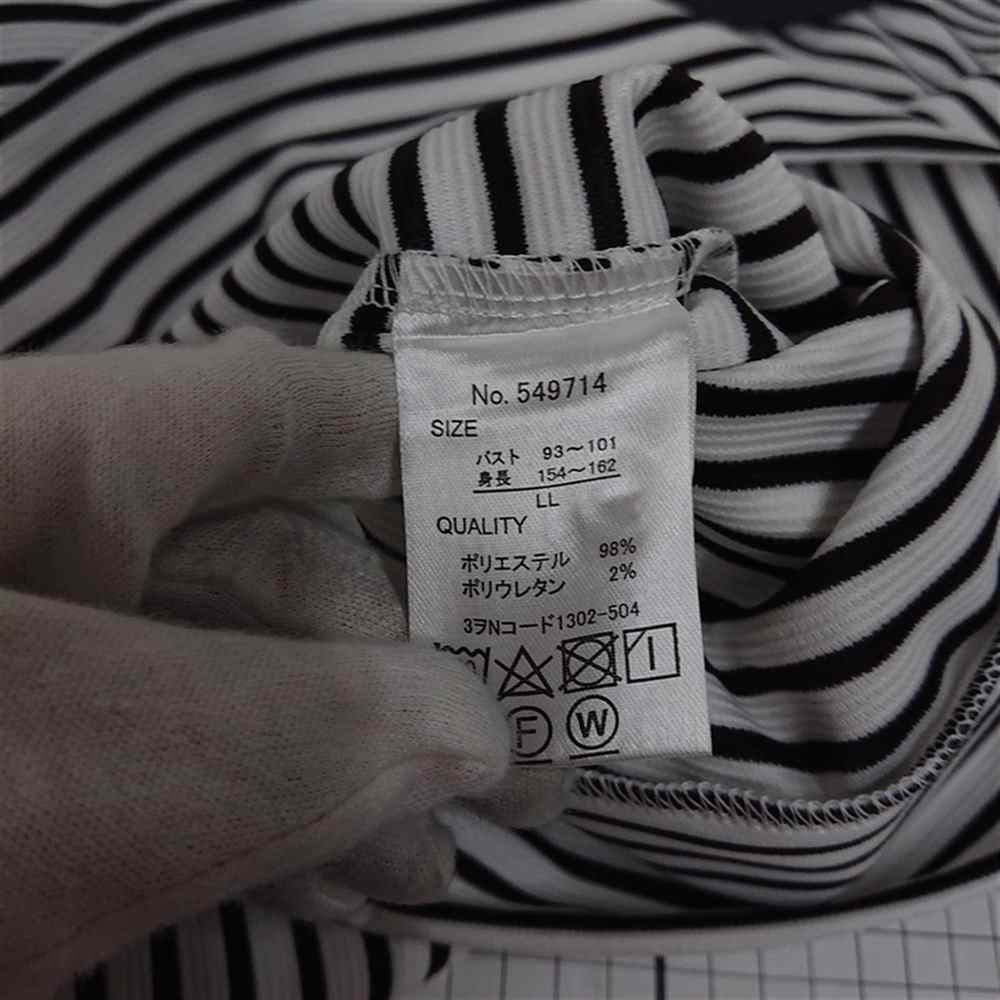 No. 549714
SIZE
バスト 93～101
身長 154～162
LL
QUALITY
ポリエステル 98%
ポリウレタン 2%
3ヲNコード1302-504
F W